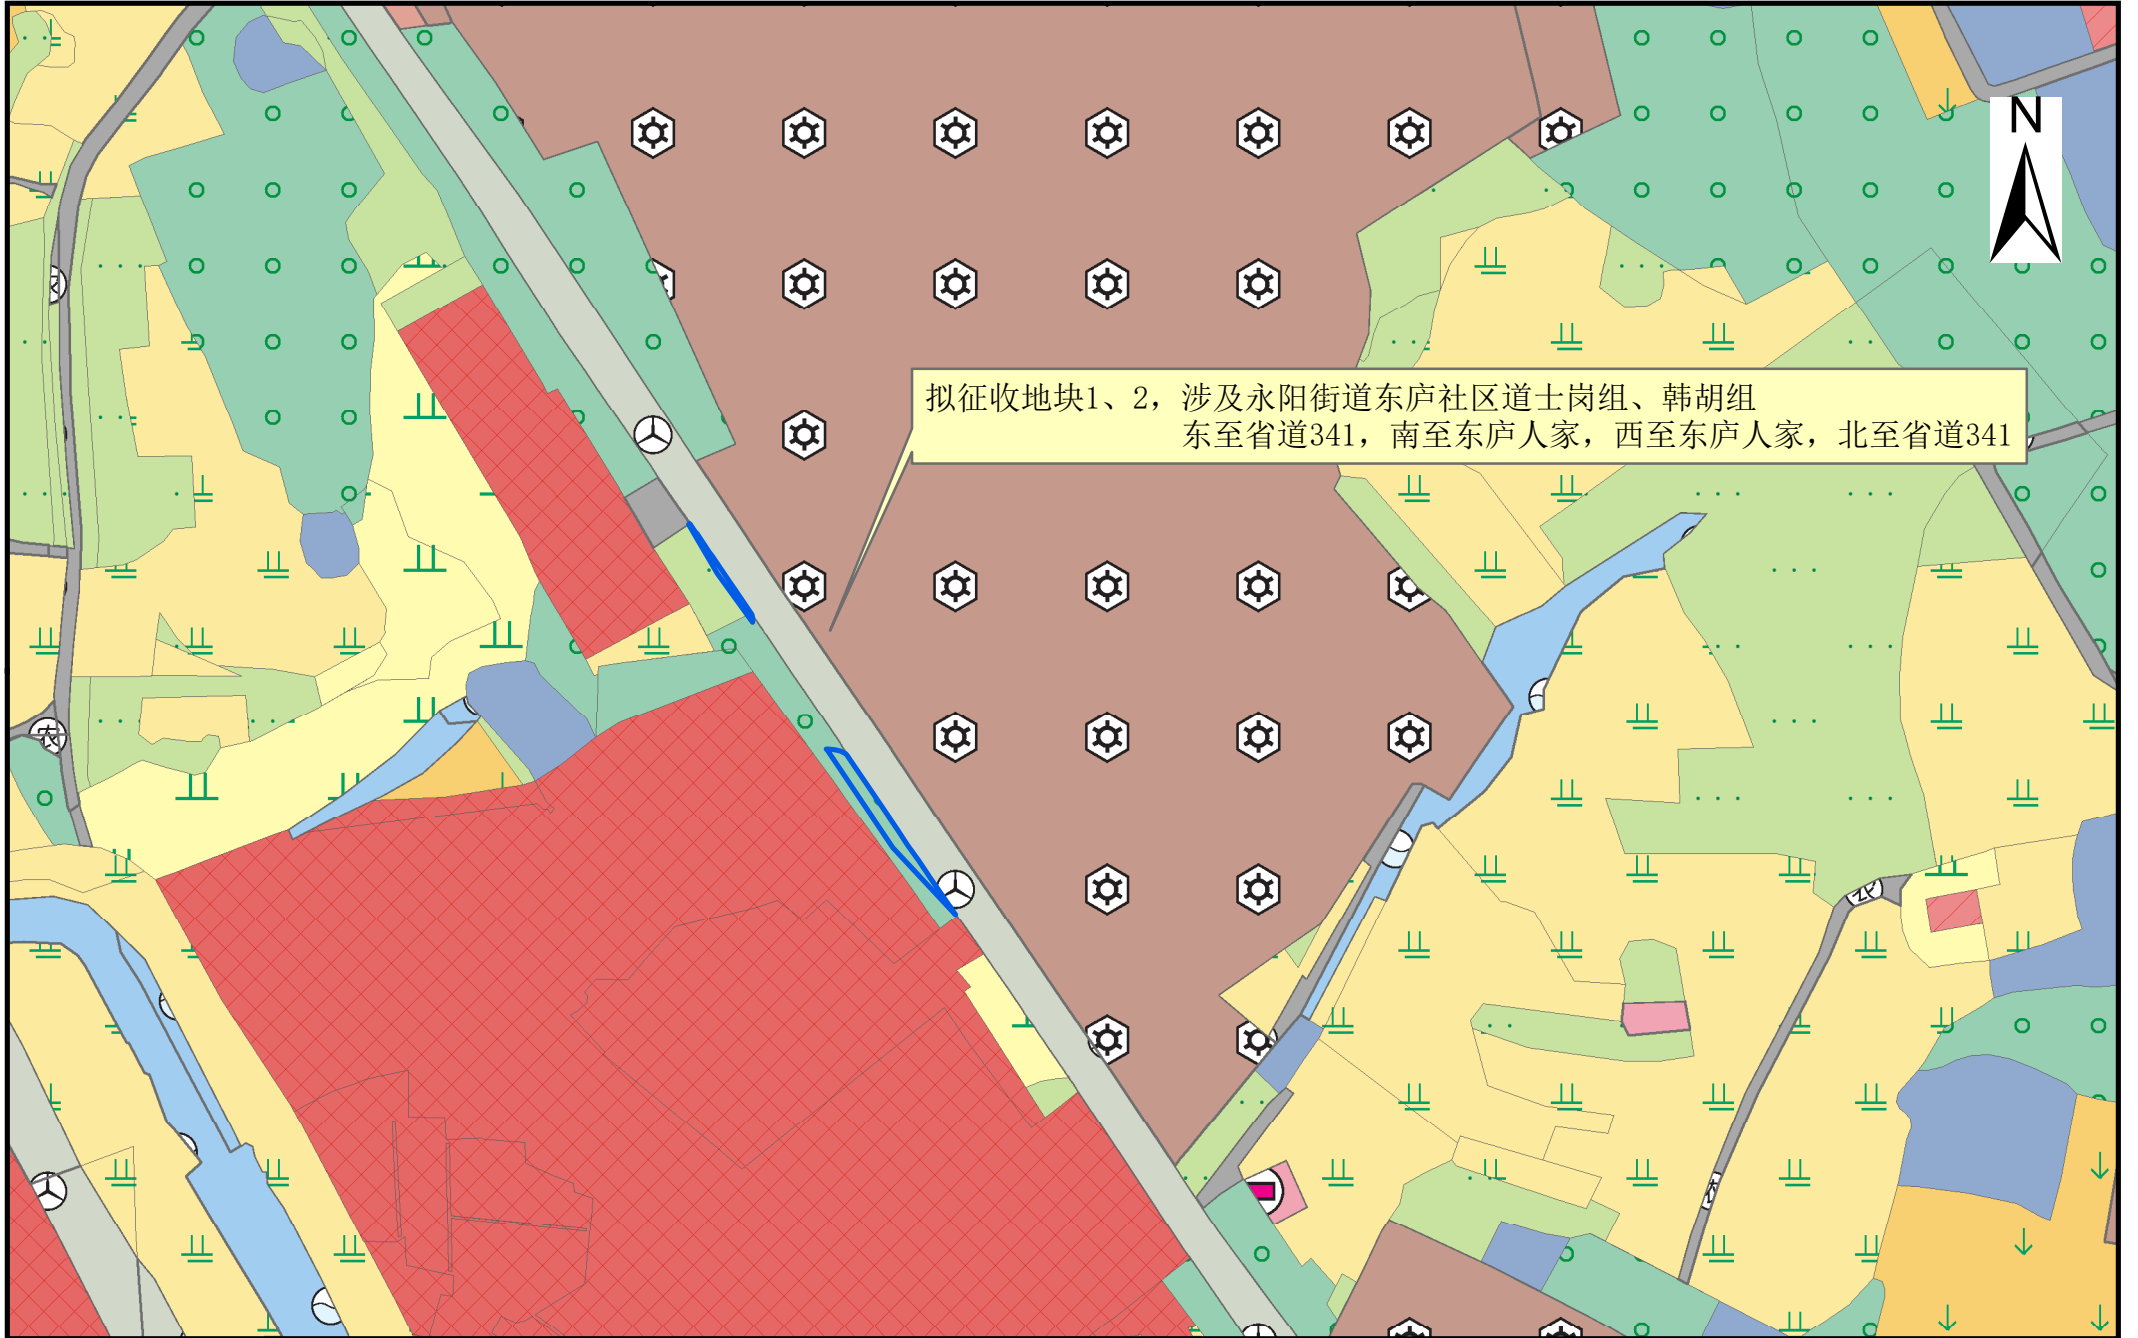 N
拟征收地块1、2，涉及永阳街道东庐社区道士岗组、韩胡组
东至省道341，南至东庐人家，西至东庐人家，北至省道341
农